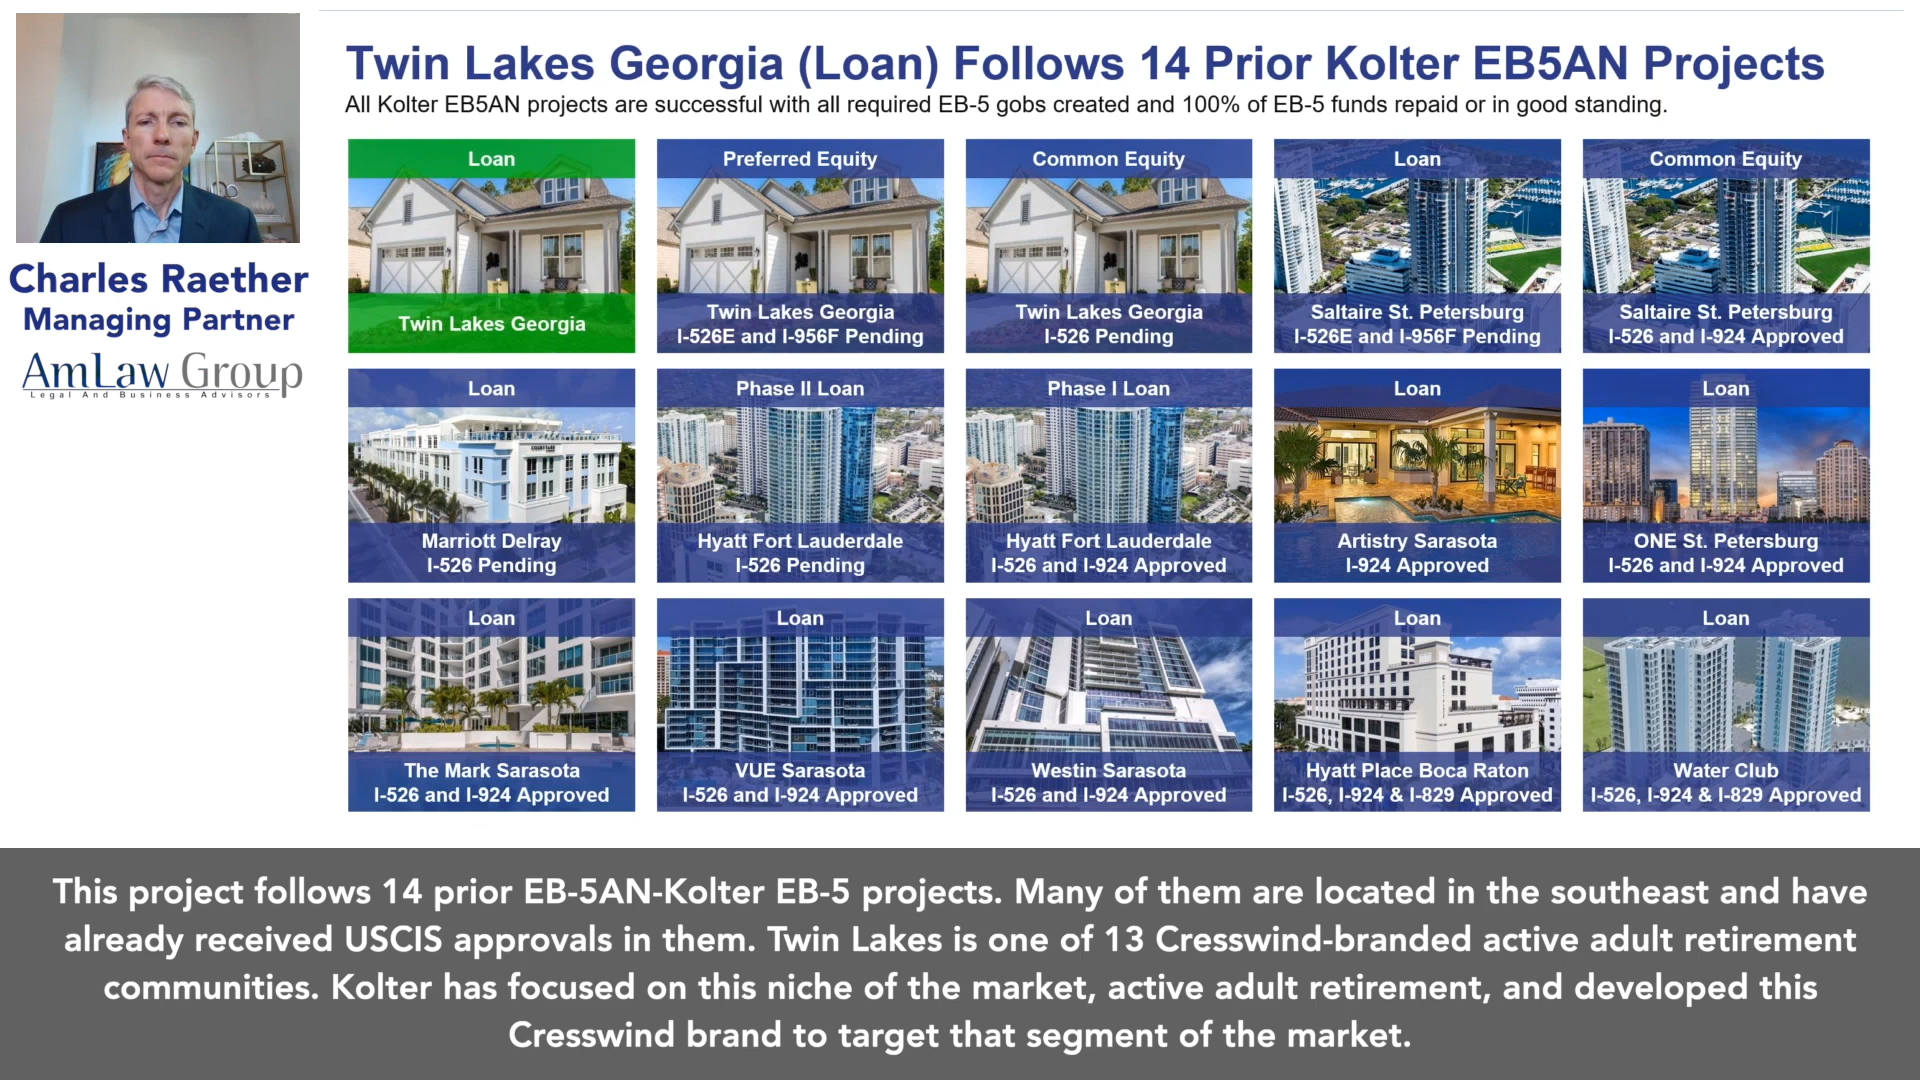 Twin Lakes Georgia (Loan) Follows 14 Prior Kolter EB5AN Projects
All Kolter EB5AN projects are successful with all required EB-5 gobs created and 100% of EB-5 funds repaid or in good standing.
Charles Raether
Managing Partner
AmLaw Group
Legal And Business Advisors
Loan
Twin Lakes Georgia
Preferred Equity
Twin Lakes Georgia
I-526E and I-956F Pending
Common Equity
Twin Lakes Georgia
I-526 Pending
Loan
Saltaire St. Petersburg
I-526E and I-956F Pending
Common Equity
Saltaire St. Petersburg
I-526 and I-924 Approved
Loan
Marriott Delray
I-526 Pending
Phase II Loan
Hyatt Fort Lauderdale
I-526 Pending
Phase I Loan
Hyatt Fort Lauderdale
I-526 and I-924 Approved
Loan
Artistry Sarasota
I-924 Approved
Loan
ONE St. Petersburg
I-526 and I-924 Approved
Loan
The Mark Sarasota
I-526 and I-924 Approved
Loan
VUE Sarasota
I-526 and I-924 Approved
Loan
Westin Sarasota
I-526 and I-924 Approved
Loan
Hyatt Place Boca Raton
I-526, I-924 & I-829 Approved
Loan
Water Club
I-526, I-924 & I-829 Approved
This project follows 14 prior EB-5AN-Kolter EB-5 projects. Many of them are located in the southeast and have
already received USCIS approvals in them. Twin Lakes is one of 13 Cresswind-branded active adult retirement
communities. Kolter has focused on this niche of the market, active adult retirement, and developed this
Cresswind brand to target that segment of the market.